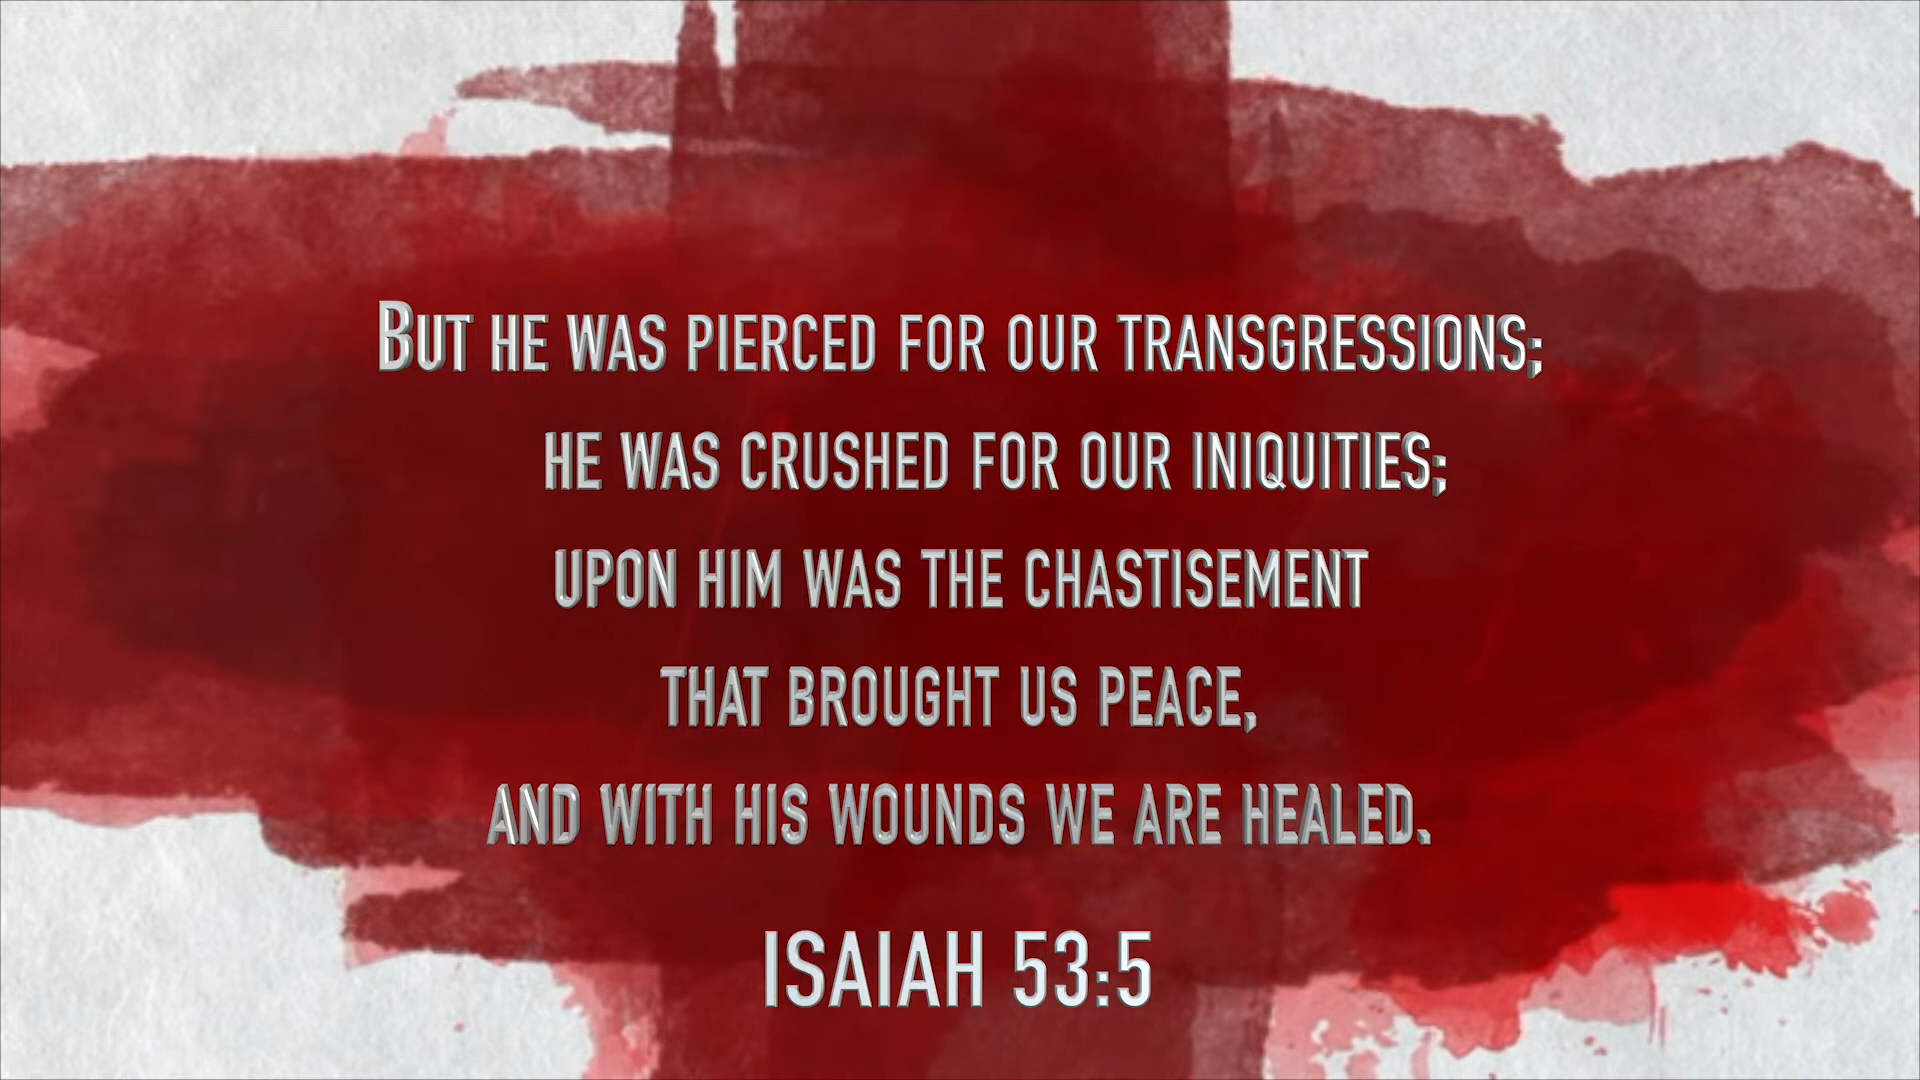 But he was pierced for our transgressions;
he was crushed for our iniquities;
upon him was the chastisement
that brought us peace,
and with his wounds we are healed.
ISAIAH 53:5